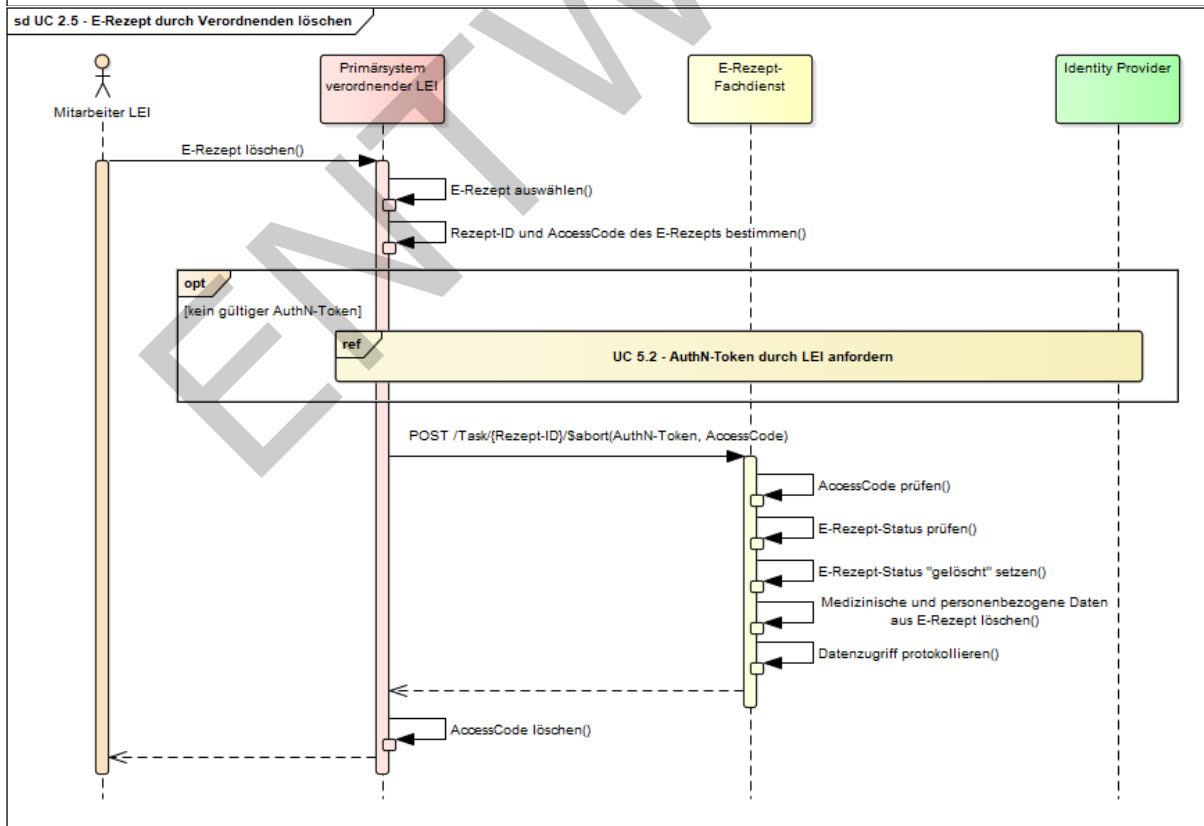 sd UC 2.5 - E-Rezept durch Verordnenden löschen
Mitarbeiter LEI
Primärsystem
verordnender LEI
E-Rezept-
Fachdienst
Identity Provider
E-Rezept löschen()
E-Rezept auswählen()
Rezept-ID und AccessCode des E-Rezepts bestimmen()
opt
[kein gültiger AuthN-Token]
ref
UC 5.2 - AuthN-Token durch LEI anfordern
POST /Task/{Rezept-ID}/$abort(AuthN-Token, AccessCode)
AccessCode prüfen()
E-Rezept-Status prüfen()
E-Rezept-Status "gelöscht" setzen()
Medizinische und personenbezogene Daten
aus E-Rezept löschen()
Datenzugriff protokollieren()
AccessCode löschen()
ENTW